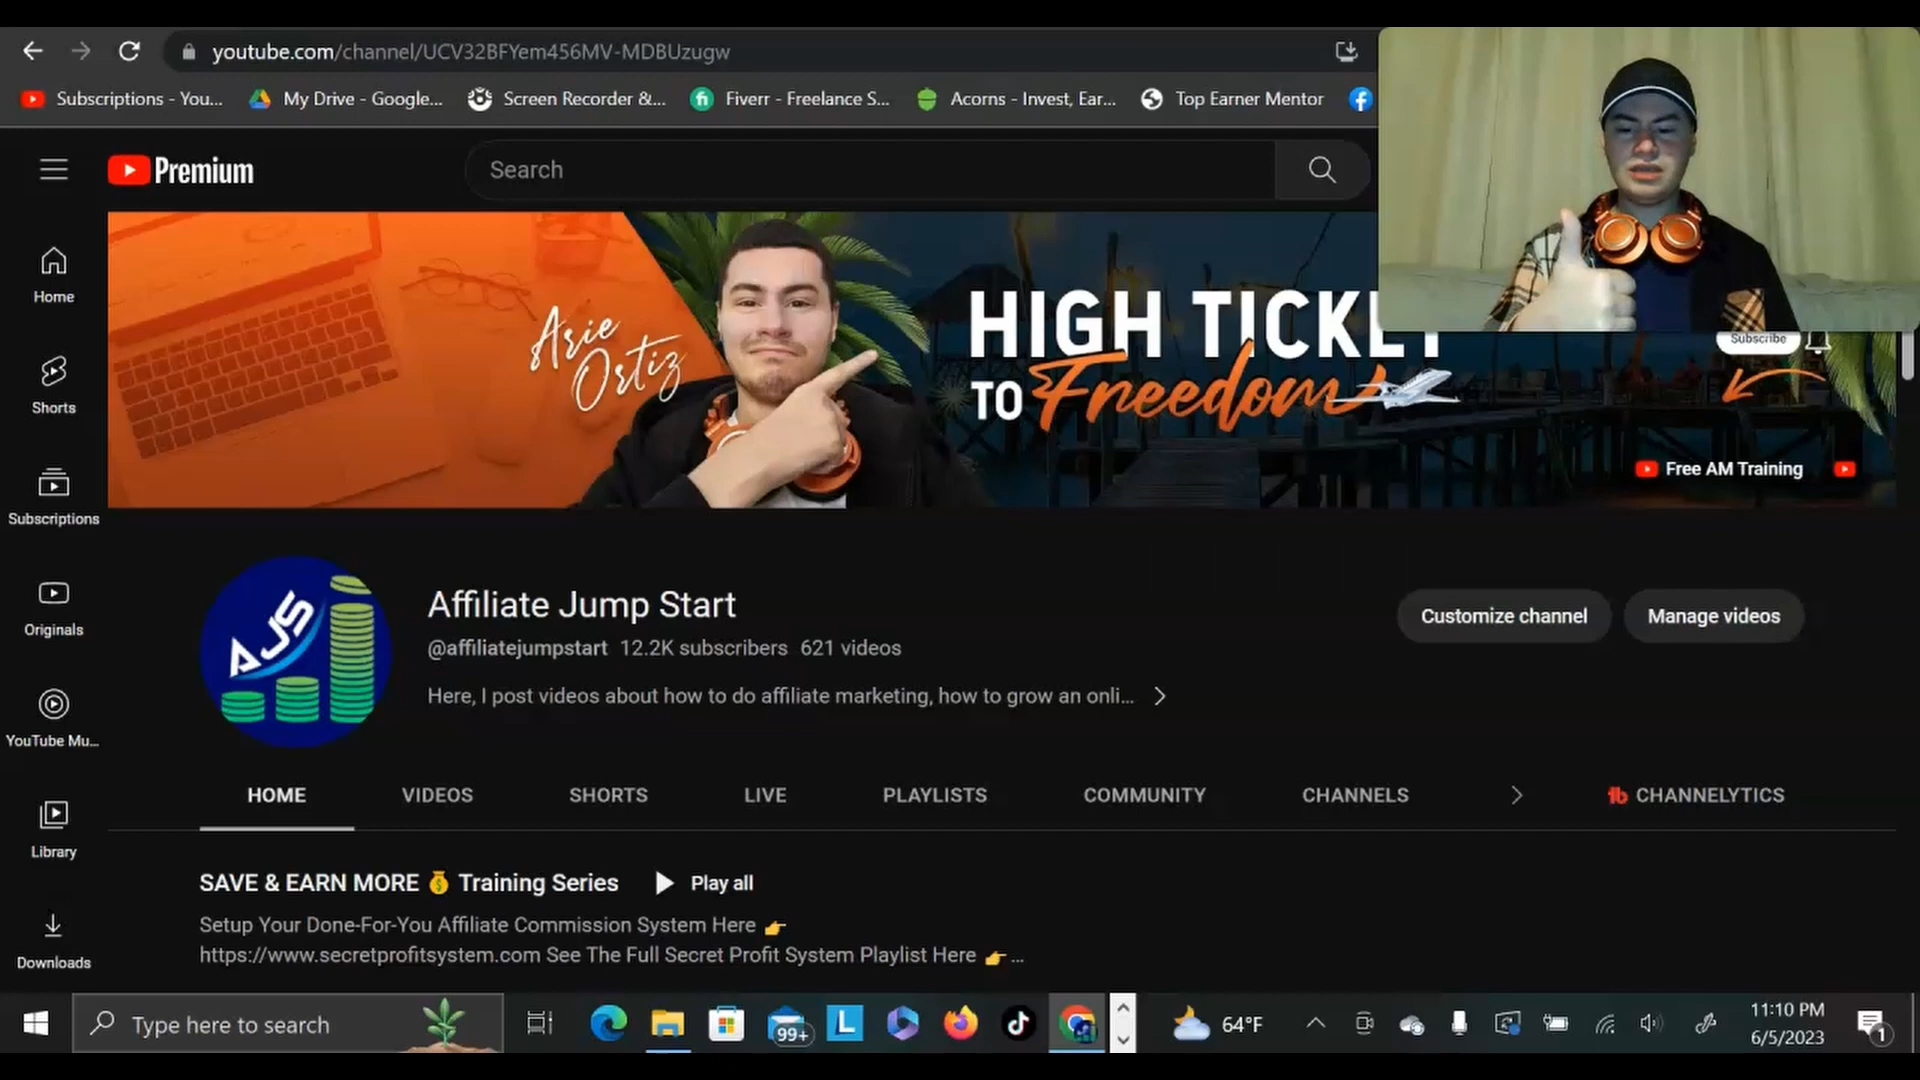 youtube.com/channel/UCV32BFYem456MV-MDBUzugw
Subscriptions - You... My Drive - Google... Screen Recorder &... Fiverr - Freelance S... Acorns - Invest, Ear... Top Earner Mentor
Premium
Search
Home
Shorts
Subscriptions
Originals
YouTube Mu...
Library
Downloads
Arie
Ortiz
HIGH TICKET
TO Freedom
Subscribe
Free AM Training
AJS
Affiliate Jump Start
@affiliatejumpstart 12.2K subscribers 621 videos
Here, I post videos about how to do affiliate marketing, how to grow an onli...
Customize channel
Manage videos
HOME VIDEOS SHORTS LIVE PLAYLISTS COMMUNITY CHANNELS CHANNELYTICS
SAVE & EARN MORE 💰 Training Series Play all
Setup Your Done-For-You Affiliate Commission System Here 👉
https://www.secretprofitsystem.com See The Full Secret Profit System Playlist Here 👉 ...
Type here to search
99+
L
64°F
11:10 PM
6/5/2023
1